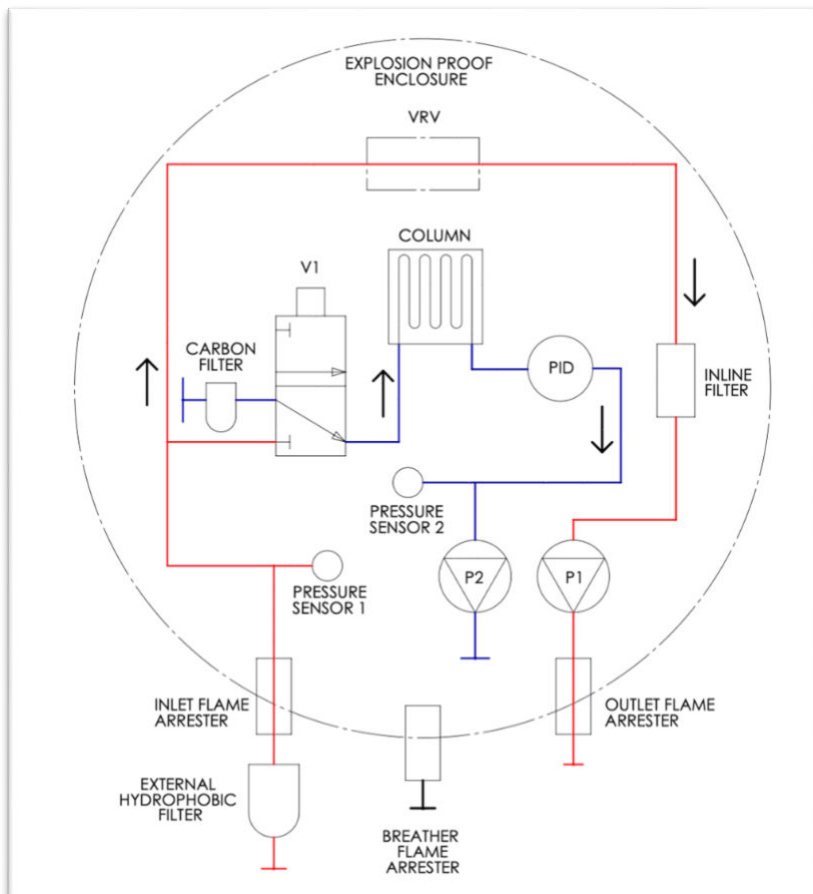 EXPLOSION PROOF
ENCLOSURE
VRV
COLUMN
V1
CARBON
FILTER
PID
INLINE
FILTER
PRESSURE
SENSOR 2
P2
P1
PRESSURE
SENSOR 1
INLET FLAME
ARRESTER
OUTLET FLAME
ARRESTER
EXTERNAL
HYDROPHOBIC
FILTER
BREATHER
FLAME
ARRESTER